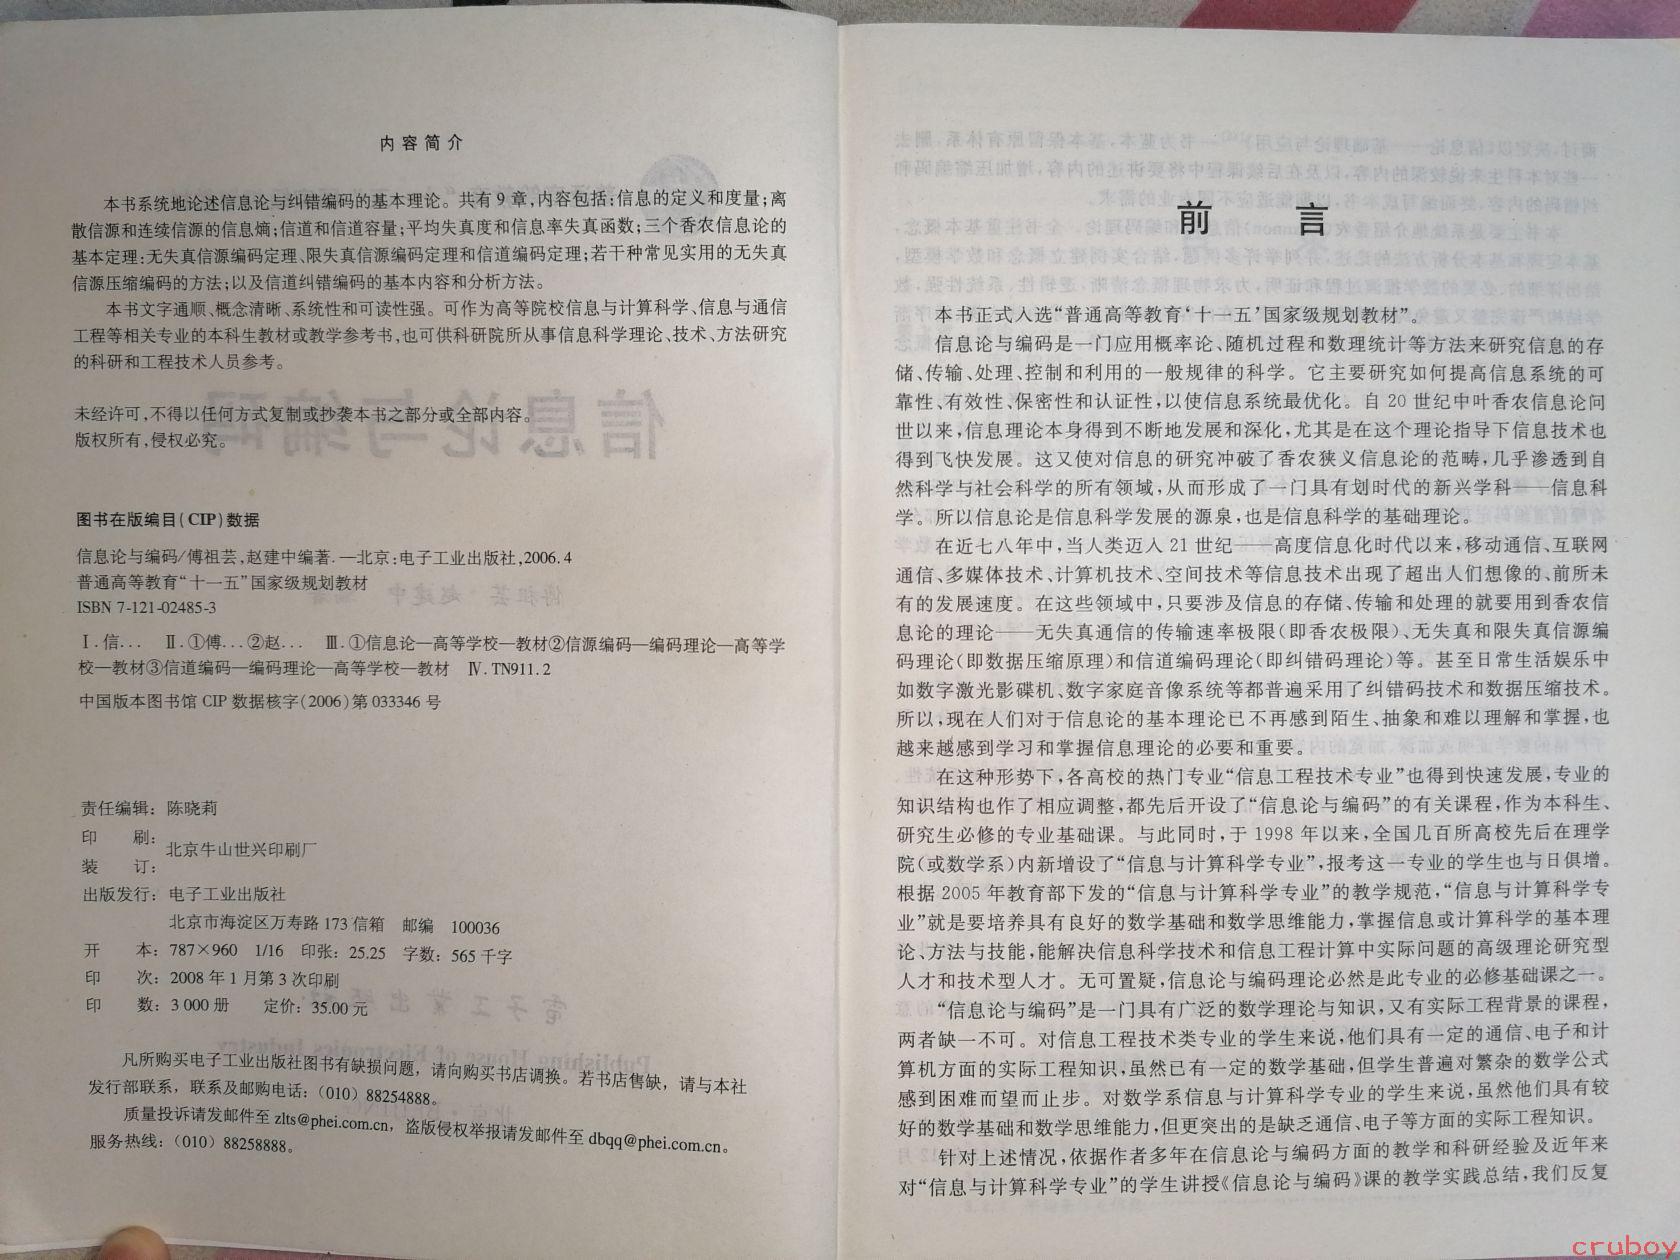 内容简介
本书系统地论述信息论与纠错编码的基本理论。共有9章,内容包括:信息的定义和度量;离
散信源和连续信源的信息熵;信道和信道容量;平均失真度和信息率失真函数;三个香农信息论的
基本定理:无失真信源编码定理、限失真信源编码定理和信道编码定理;若干种常见实用的无失真
信源压缩编码的方法;以及信道纠错编码的基本内容和分析方法。
本书文字通顺、概念清晰、系统性和可读性强。可作为高等院校信息与计算科学、信息与通信
工程等相关专业的本科生教材或教学参考书,也可供科研院所从事信息科学理论、技术、方法研究
的科研和工程技术人员参考。
未经许可,不得以任何方式复制或抄袭本书之部分或全部内容。
版权所有,侵权必究。
图书在版编目(CIP)数据
信息论与编码/傅祖芸,赵建中编著.—北京:电子工业出版社,2006.4
普通高等教育“十一五”国家级规划教材
ISBN 7-121-02485-3
Ⅰ.信... Ⅱ.①傅...②赵... Ⅲ.①信息论—高等学校—教材②信源编码—编码理论—高等学
校—教材③信道编码—编码理论—高等学校—教材 Ⅳ.TN911.2
中国版本图书馆 CIP 数据核字(2006)第 033346 号
责任编辑：陈晓莉
印 刷：
北京牛山世兴印刷厂
装 订：
出版发行：电子工业出版社
北京市海淀区万寿路 173 信箱 邮编 100036
开 本：787×960 1/16 印张：25.25 字数：565 千字
印 次：2008 年 1 月第 3 次印刷
印 数：3 000 册 定价：35.00 元
凡所购买电子工业出版社图书有缺损问题，请向购买书店调换。若书店售缺，请与本社
发行部联系，联系及邮购电话：（010）88254888。
质量投诉请发邮件至 zlts@phei.com.cn，盗版侵权举报请发邮件至 dbqq@phei.com.cn。
服务热线：（010）88258888。
前 言
本书正式入选“普通高等教育‘十一五’国家级规划教材”。
信息论与编码是一门应用概率论、随机过程和数理统计等方法来研究信息的存
储、传输、处理、控制和利用的一般规律的科学。它主要研究如何提高信息系统的可
靠性、有效性、保密性和认证性,以使信息系统最优化。自 20 世纪中叶香农信息论问
世以来,信息理论本身得到不断地发展和深化,尤其是在这个理论指导下信息技术也
得到飞快发展。这又使对信息的研究冲破了香农狭义信息论的范畴,几乎渗透到自
然科学与社会科学的所有领域,从而形成了一门具有划时代的新兴学科——信息科
学。所以信息论是信息科学发展的源泉,也是信息科学的基础理论。
在近七八年中,当人类迈入 21 世纪——高度信息化时代以来,移动通信、互联网
通信、多媒体技术、计算机技术、空间技术等信息技术出现了超出人们想像的、前所未
有的发展速度。在这些领域中,只要涉及信息的存储、传输和处理的就要用到香农信
息论的理论——无失真通信的传输速率极限(即香农极限)、无失真和限失真信源编
码理论(即数据压缩原理)和信道编码理论(即纠错码理论)等。甚至日常生活娱乐中
如数字激光影碟机、数字家庭音像系统等都普遍采用了纠错码技术和数据压缩技术。
所以,现在人们对于信息论的基本理论已不再感到陌生、抽象和难以理解和掌握,也
越来越感到学习和掌握信息理论的必要和重要。
在这种形势下,各高校的热门专业“信息工程技术专业”也得到快速发展,专业的
知识结构也作了相应调整,都先后开设了“信息论与编码”的有关课程,作为本科生、
研究生必修的专业基础课。与此同时,于 1998 年以来,全国几百所高校先后在理学
院(或数学系)内新增设了“信息与计算科学专业”,报考这一专业的学生也与日俱增。
根据 2005 年教育部下发的“信息与计算科学专业”的教学规范,“信息与计算科学专
业”就是要培养具有良好的数学基础和数学思维能力,掌握信息或计算科学的基本理
论、方法与技能,能解决信息科学技术和信息工程计算中实际问题的高级理论研究型
人才和技术型人才。无可置疑,信息论与编码理论必然是此专业的必修基础课之一。
“信息论与编码”是一门具有广泛的数学理论与知识,又有实际工程背景的课程,
两者缺一不可。对信息工程技术类专业的学生来说,他们具有一定的通信、电子和计
算机方面的实际工程知识,虽然已有一定的数学基础,但学生普遍对繁杂的数学公式
感到困难而望而止步。对数学系信息与计算科学专业的学生来说,虽然他们具有较
好的数学基础和数学思维能力,但更突出的是缺乏通信、电子等方面的实际工程知识。
针对上述情况,依据作者多年在信息论与编码方面的教学和科研经验及近年来
对“信息与计算科学专业”的学生讲授《信息论与编码》课的教学实践总结,我们反复
cruboy